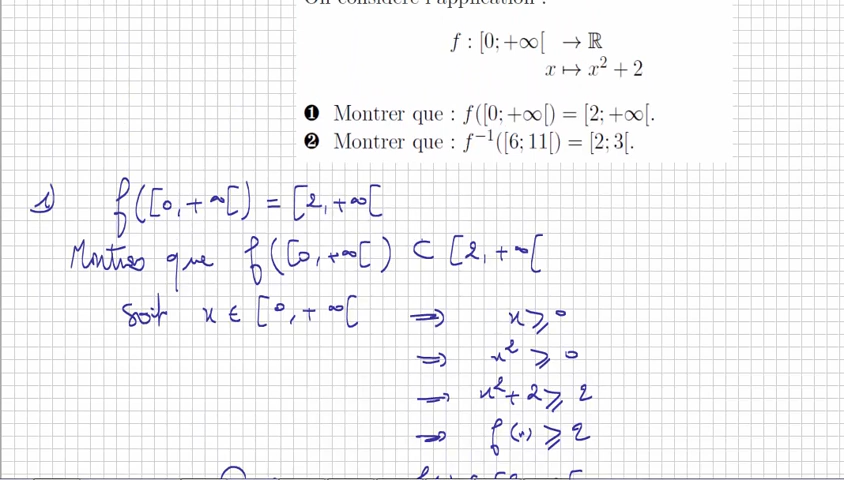 On considère l'application :
f : [0; +∞[ → ℝ
x ↦ x² + 2
❶ Montrer que : f([0; +∞[) = [2; +∞[.
❷ Montrer que : f⁻¹([6; 11[) = [2; 3[.
1) f([0, +∞[) = [2, +∞[
Montrons que f([0, +∞[) ⊂ [2, +∞[
Soit x ∈ [0, +∞[ ⟹ x ⩾ 0
⟹ x² ⩾ 0
⟹ x² + 2 ⩾ 2
⟹ f(x) ⩾ 2